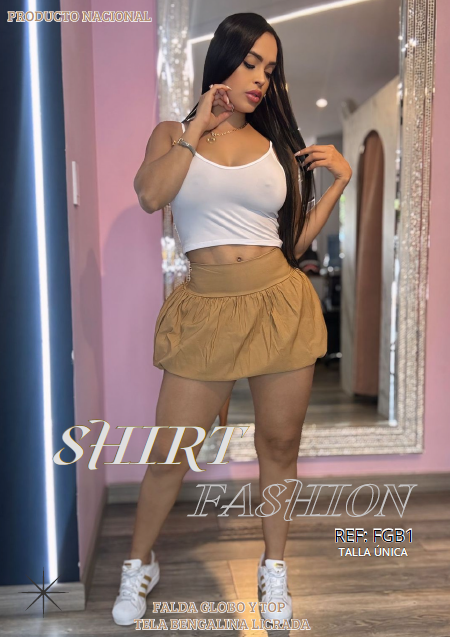 PRODUCTO NACIONAL
SHIRT
FASHION
REF: FGB1
TALLA ÚNICA
FALDA GLOBO Y TOP
TELA BENGALINA LICRADA